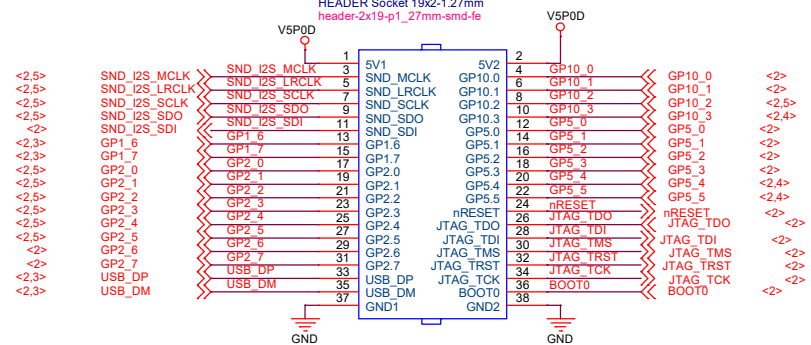 HEADER Socket 19x2-1.27mm
header-2x19-p1_27mm-smd-fe
V5P0D V5P0D
1 5V1 5V2 2
<2,5> SND_I2S_MCLK SND_I2S_MCLK 3 SND_MCLK GP10.0 4 GP10_0 GP10_0 <2>
<2,5> SND_I2S_LRCLK SND_I2S_LRCLK 5 SND_LRCLK GP10.1 6 GP10_1 GP10_1 <2>
<2,5> SND_I2S_SCLK SND_I2S_SCLK 7 SND_SCLK GP10.2 8 GP10_2 GP10_2 <2,5>
<2,5> SND_I2S_SDO SND_I2S_SDO 9 SND_SDO GP10.3 10 GP10_3 GP10_3 <2,4>
<2> SND_I2S_SDI SND_I2S_SDI 11 SND_SDI GP5.0 12 GP5_0 GP5_0 <2>
<2,3> GP1_6 GP1_6 13 GP1.6 GP5.1 14 GP5_1 GP5_1 <2>
<2,3> GP1_7 GP1_7 15 GP1.7 GP5.2 16 GP5_2 GP5_2 <2>
<2,5> GP2_0 GP2_0 17 GP2.0 GP5.3 18 GP5_3 GP5_3 <2>
<2,5> GP2_1 GP2_1 19 GP2.1 GP5.4 20 GP5_4 GP5_4 <2,4>
<2,5> GP2_2 GP2_2 21 GP2.2 GP5.5 22 GP5_5 GP5_5 <2,4>
<2,5> GP2_3 GP2_3 23 GP2.3 nRESET 24 nRESET nRESET <2>
<2,5> GP2_4 GP2_4 25 GP2.4 JTAG_TDO 26 JTAG_TDO JTAG_TDO <2>
<2,5> GP2_5 GP2_5 27 GP2.5 JTAG_TDI 28 JTAG_TDI JTAG_TDI <2>
<2> GP2_6 GP2_6 29 GP2.6 JTAG_TMS 30 JTAG_TMS JTAG_TMS <2>
<2> GP2_7 GP2_7 31 GP2.7 JTAG_TRST 32 JTAG_TRST JTAG_TRST <2>
<2,3> USB_DP USB_DP 33 USB_DP JTAG_TCK 34 JTAG_TCK JTAG_TCK <2>
<2,3> USB_DM USB_DM 35 USB_DM BOOT0 36 BOOT0 BOOT0 <2>
37 GND1 GND2 38
GND GND